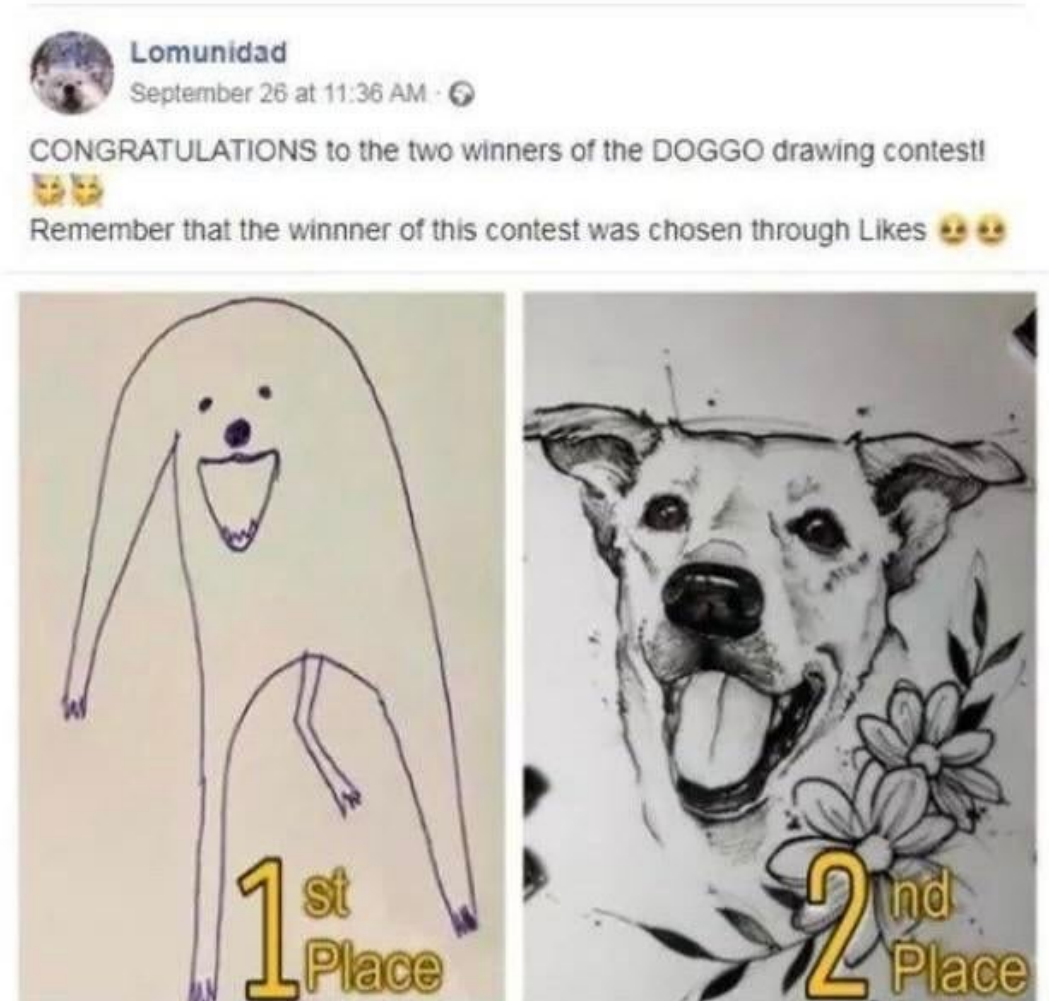 Lomunidad
September 26 at 11:36 AM ·
CONGRATULATIONS to the two winners of the DOGGO drawing contest!
Remember that the winnner of this contest was chosen through Likes
1st Place
2nd Place